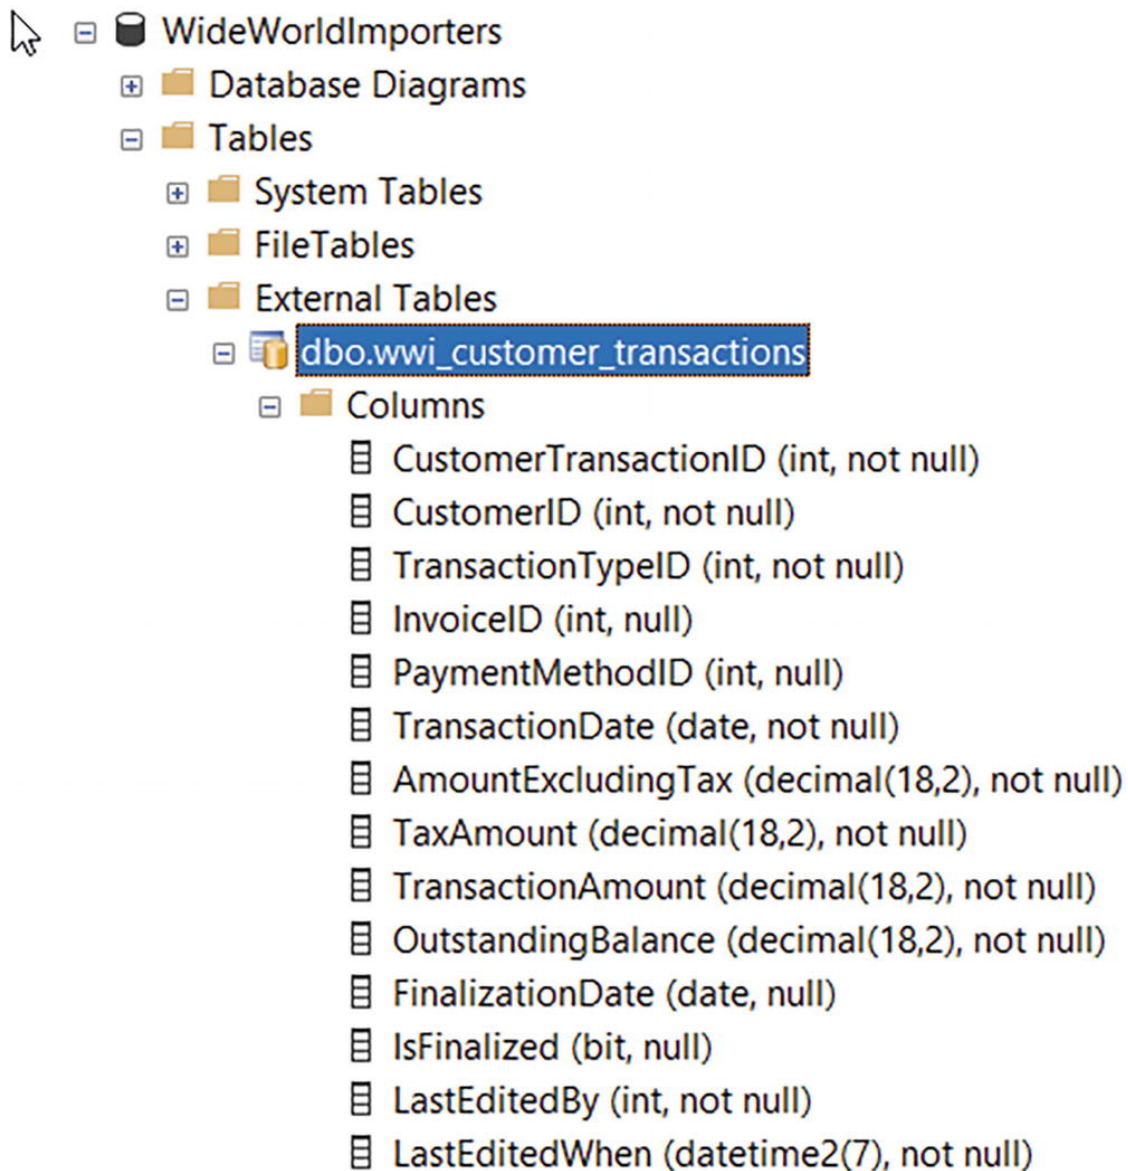 WideWorldImporters
Database Diagrams
Tables
System Tables
FileTables
External Tables
dbo.wwi_customer_transactions
Columns
CustomerTransactionID (int, not null)
CustomerID (int, not null)
TransactionTypeID (int, not null)
InvoiceID (int, null)
PaymentMethodID (int, null)
TransactionDate (date, not null)
AmountExcludingTax (decimal(18,2), not null)
TaxAmount (decimal(18,2), not null)
TransactionAmount (decimal(18,2), not null)
OutstandingBalance (decimal(18,2), not null)
FinalizationDate (date, null)
IsFinalized (bit, null)
LastEditedBy (int, not null)
LastEditedWhen (datetime2(7), not null)